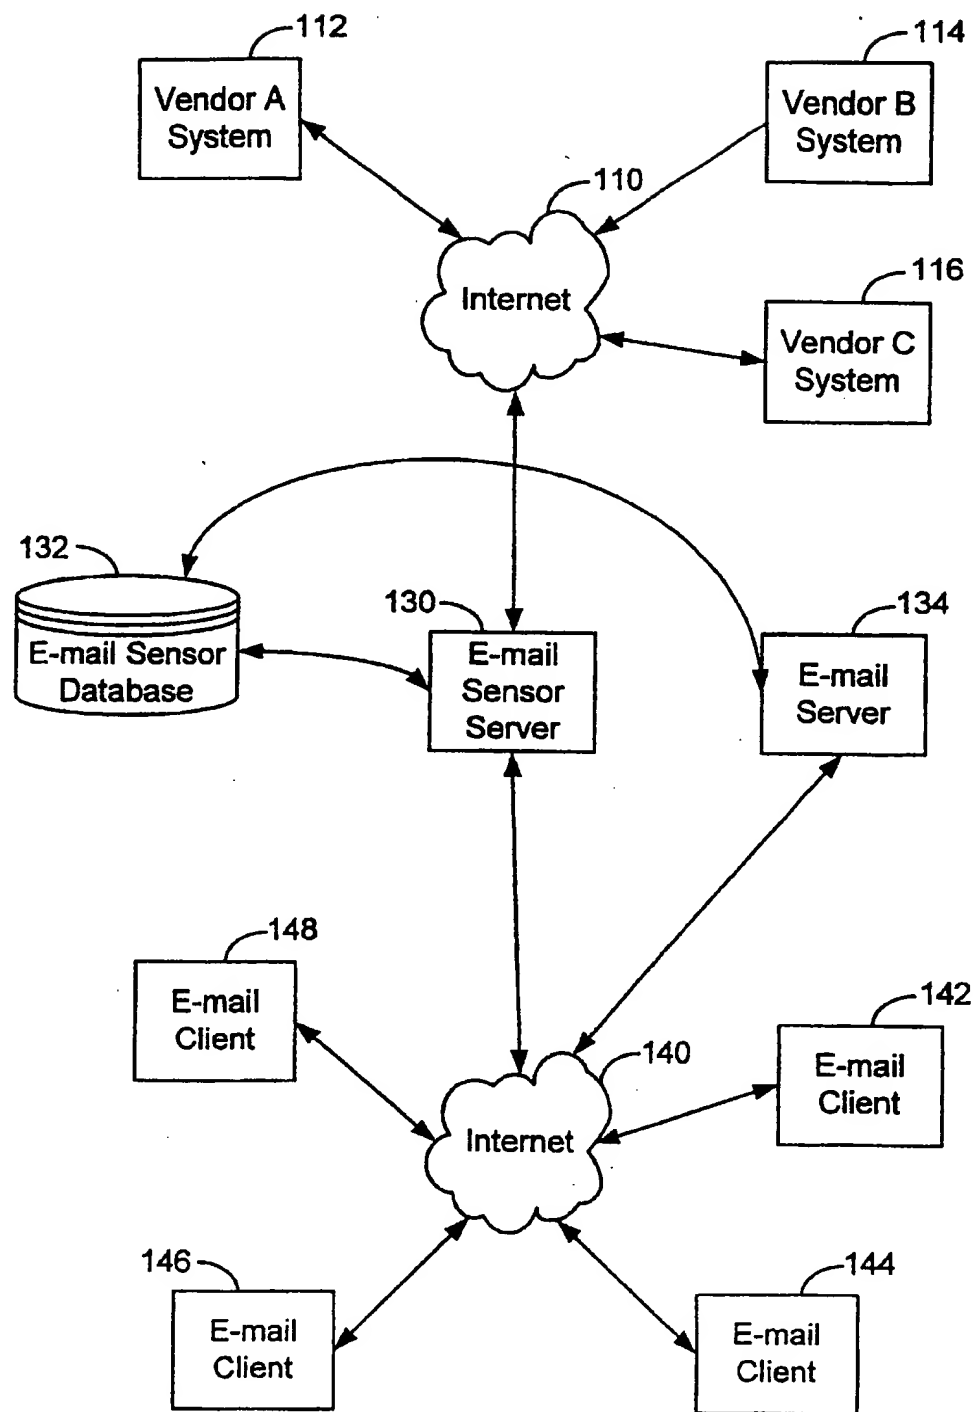 112
Vendor A
System
114
Vendor B
System
110
Internet
116
Vendor C
System
132
E-mail Sensor
Database
130
E-mail
Sensor
Server
134
E-mail
Server
148
E-mail
Client
140
Internet
142
E-mail
Client
146
E-mail
Client
144
E-mail
Client